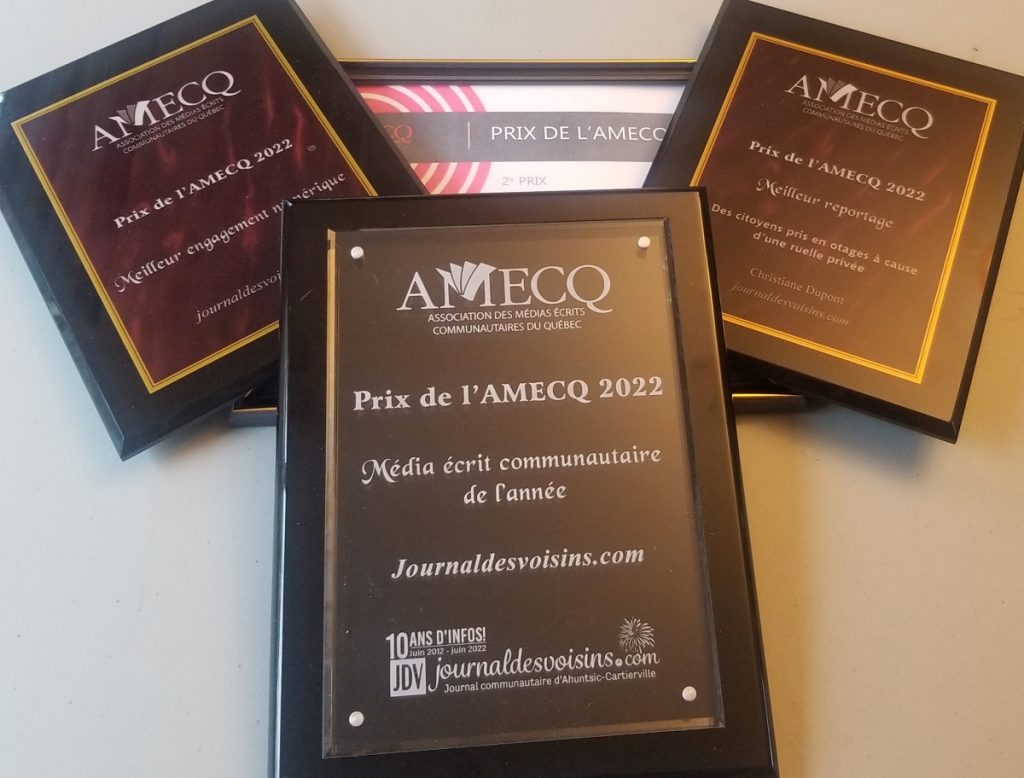 AMECQ
ASSOCIATION DES MÉDIAS ÉCRITS
COMMUNAUTAIRES DU QUÉBEC
Prix de l'AMECQ 2022
Meilleur engagement numérique
journaldesvoisins
CQ
PRIX DE L'AMECQ
2e PRIX
AMECQ
ASSOCIATION DES MÉDIAS ÉCRITS
COMMUNAUTAIRES DU QUÉBEC
Prix de l'AMECQ 2022
Meilleur reportage
Des citoyens pris en otages à cause
d'une ruelle privée
Christiane Dupont
journaldesvoisins.com
AMECQ
ASSOCIATION DES MÉDIAS ÉCRITS
COMMUNAUTAIRES DU QUÉBEC
Prix de l'AMECQ 2022
Média écrit communautaire
de l'année
Journaldesvoisins.com
10 ANS D'INFOS!
Juin 2012 - juin 2022
JDV journaldesvoisins.com
Journal communautaire d'Ahuntsic-Cartierville